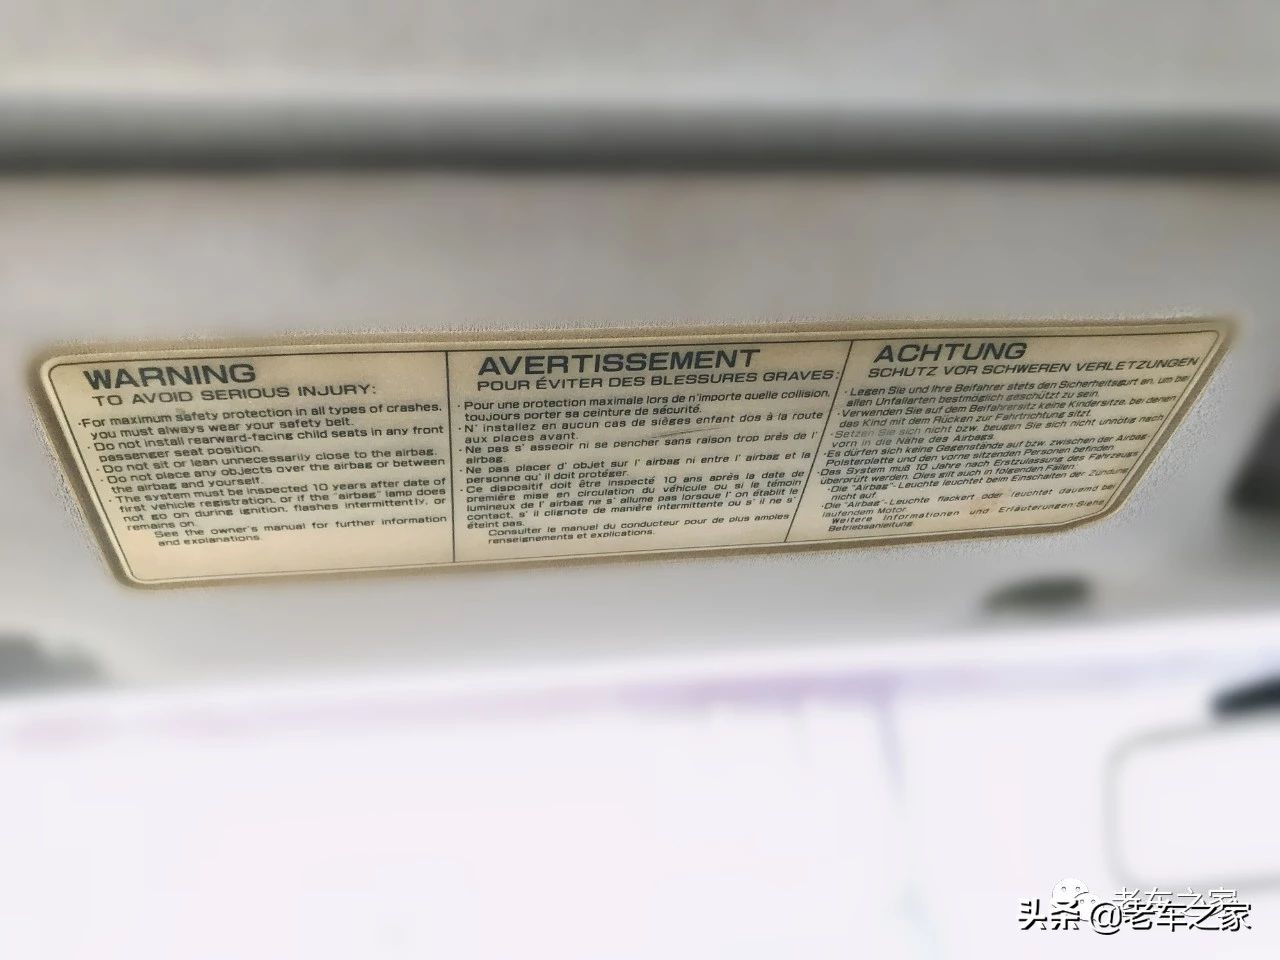 WARNING
TO AVOID SERIOUS INJURY:
·For maximum safety protection in all types of crashes,
you must always wear your safety belt.
·Do not install rearward-facing child seats in any front
passenger seat position.
·Do not sit or lean unnecessarily close to the airbag.
·Do not place any objects over the airbag or between
the airbag and yourself.
·The system must be inspected 10 years after date of
first vehicle registration, or if the "airbag" lamp does
not go on during ignition, flashes intermittently, or
remains on.
See the owner's manual for further information
and explanations.
AVERTISSEMENT
POUR ÉVITER DES BLESSURES GRAVES:
·Pour une protection maximale lors de n'importe quelle collision,
toujours porter sa ceinture de sécurité.
·N' installez en aucun cas de sièges enfant dos à la route
aux places avant.
·Ne pas s' asseoir ni se pencher sans raison trop près de l'
airbag.
·Ne pas placer d' objet sur l' airbag ni entre l' airbag et la
personne qu' il doit protéger.
·Ce dispositif doit être inspecté 10 ans après la date de
première mise en circulation du véhicule ou si le témoin
lumineux de l' airbag ne s' allume pas lorsque l' on établit le
contact, s' il clignote de manière intermittente ou s' il ne s'
éteint pas.
Consulter le manuel du conducteur pour de plus amples
renseignements et explications.
ACHTUNG
SCHUTZ VOR SCHWEREN VERLETZUNGEN
·Legen Sie und Ihre Beifahrer stets den Sicherheitsgurt an, um bei
allen Unfallarten bestmöglich geschützt zu sein.
·Verwenden Sie auf dem Beifahrersitz keine Kindersitze, bei denen
das Kind mit dem Rücken zur Fahrtrichtung sitzt.
·Setzen Sie sich nicht bzw. beugen Sie sich nicht unnötig nach
vorn in die Nähe des Airbags.
·Es dürfen sich keine Gegenstände auf bzw. zwischen der Airbag-
Polsterplatte und den vorne sitzenden Personen befinden.
·Das System muß 10 Jahre nach Erstzulassung des Fahrzeugs
überprüft werden. Dies gilt auch in folgenden Fällen.
·Die "Airbag"-Leuchte leuchtet beim Einschalten der Zündung
nicht auf.
·Die "Airbag"-Leuchte flackert oder leuchtet dauernd bei
laufendem Motor.
Weitere Informationen und Erläuterungen:Siehe
Betriebsanleitung
老车之家
头条 @老车之家